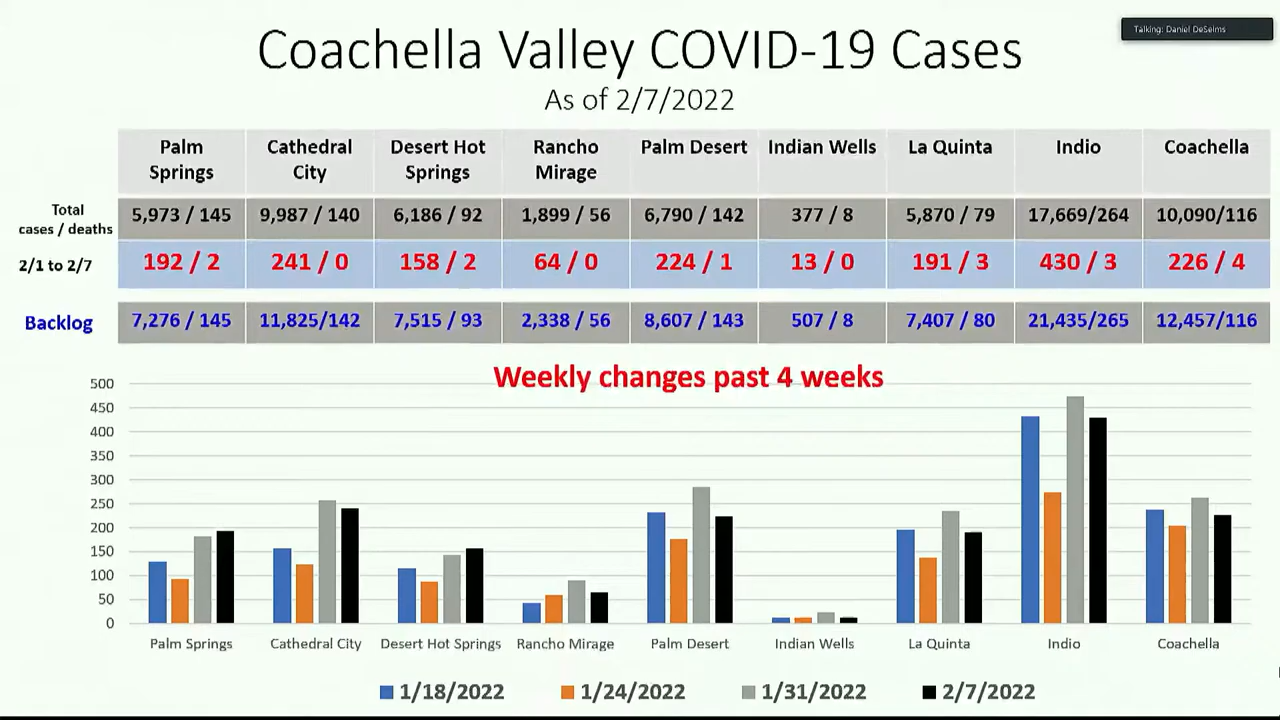 Talking: Daniel DeSelms
Coachella Valley COVID-19 Cases
As of 2/7/2022
Palm Springs Cathedral City Desert Hot Springs Rancho Mirage Palm Desert Indian Wells La Quinta Indio Coachella
Total cases / deaths 5,973 / 145 9,987 / 140 6,186 / 92 1,899 / 56 6,790 / 142 377 / 8 5,870 / 79 17,669/264 10,090/116
2/1 to 2/7 192 / 2 241 / 0 158 / 2 64 / 0 224 / 1 13 / 0 191 / 3 430 / 3 226 / 4
Backlog 7,276 / 145 11,825/142 7,515 / 93 2,338 / 56 8,607 / 143 507 / 8 7,407 / 80 21,435/265 12,457/116
Weekly changes past 4 weeks
500
450
400
350
300
250
200
150
100
50
0
Palm Springs Cathedral City Desert Hot Springs Rancho Mirage Palm Desert Indian Wells La Quinta Indio Coachella
1/18/2022 1/24/2022 1/31/2022 2/7/2022